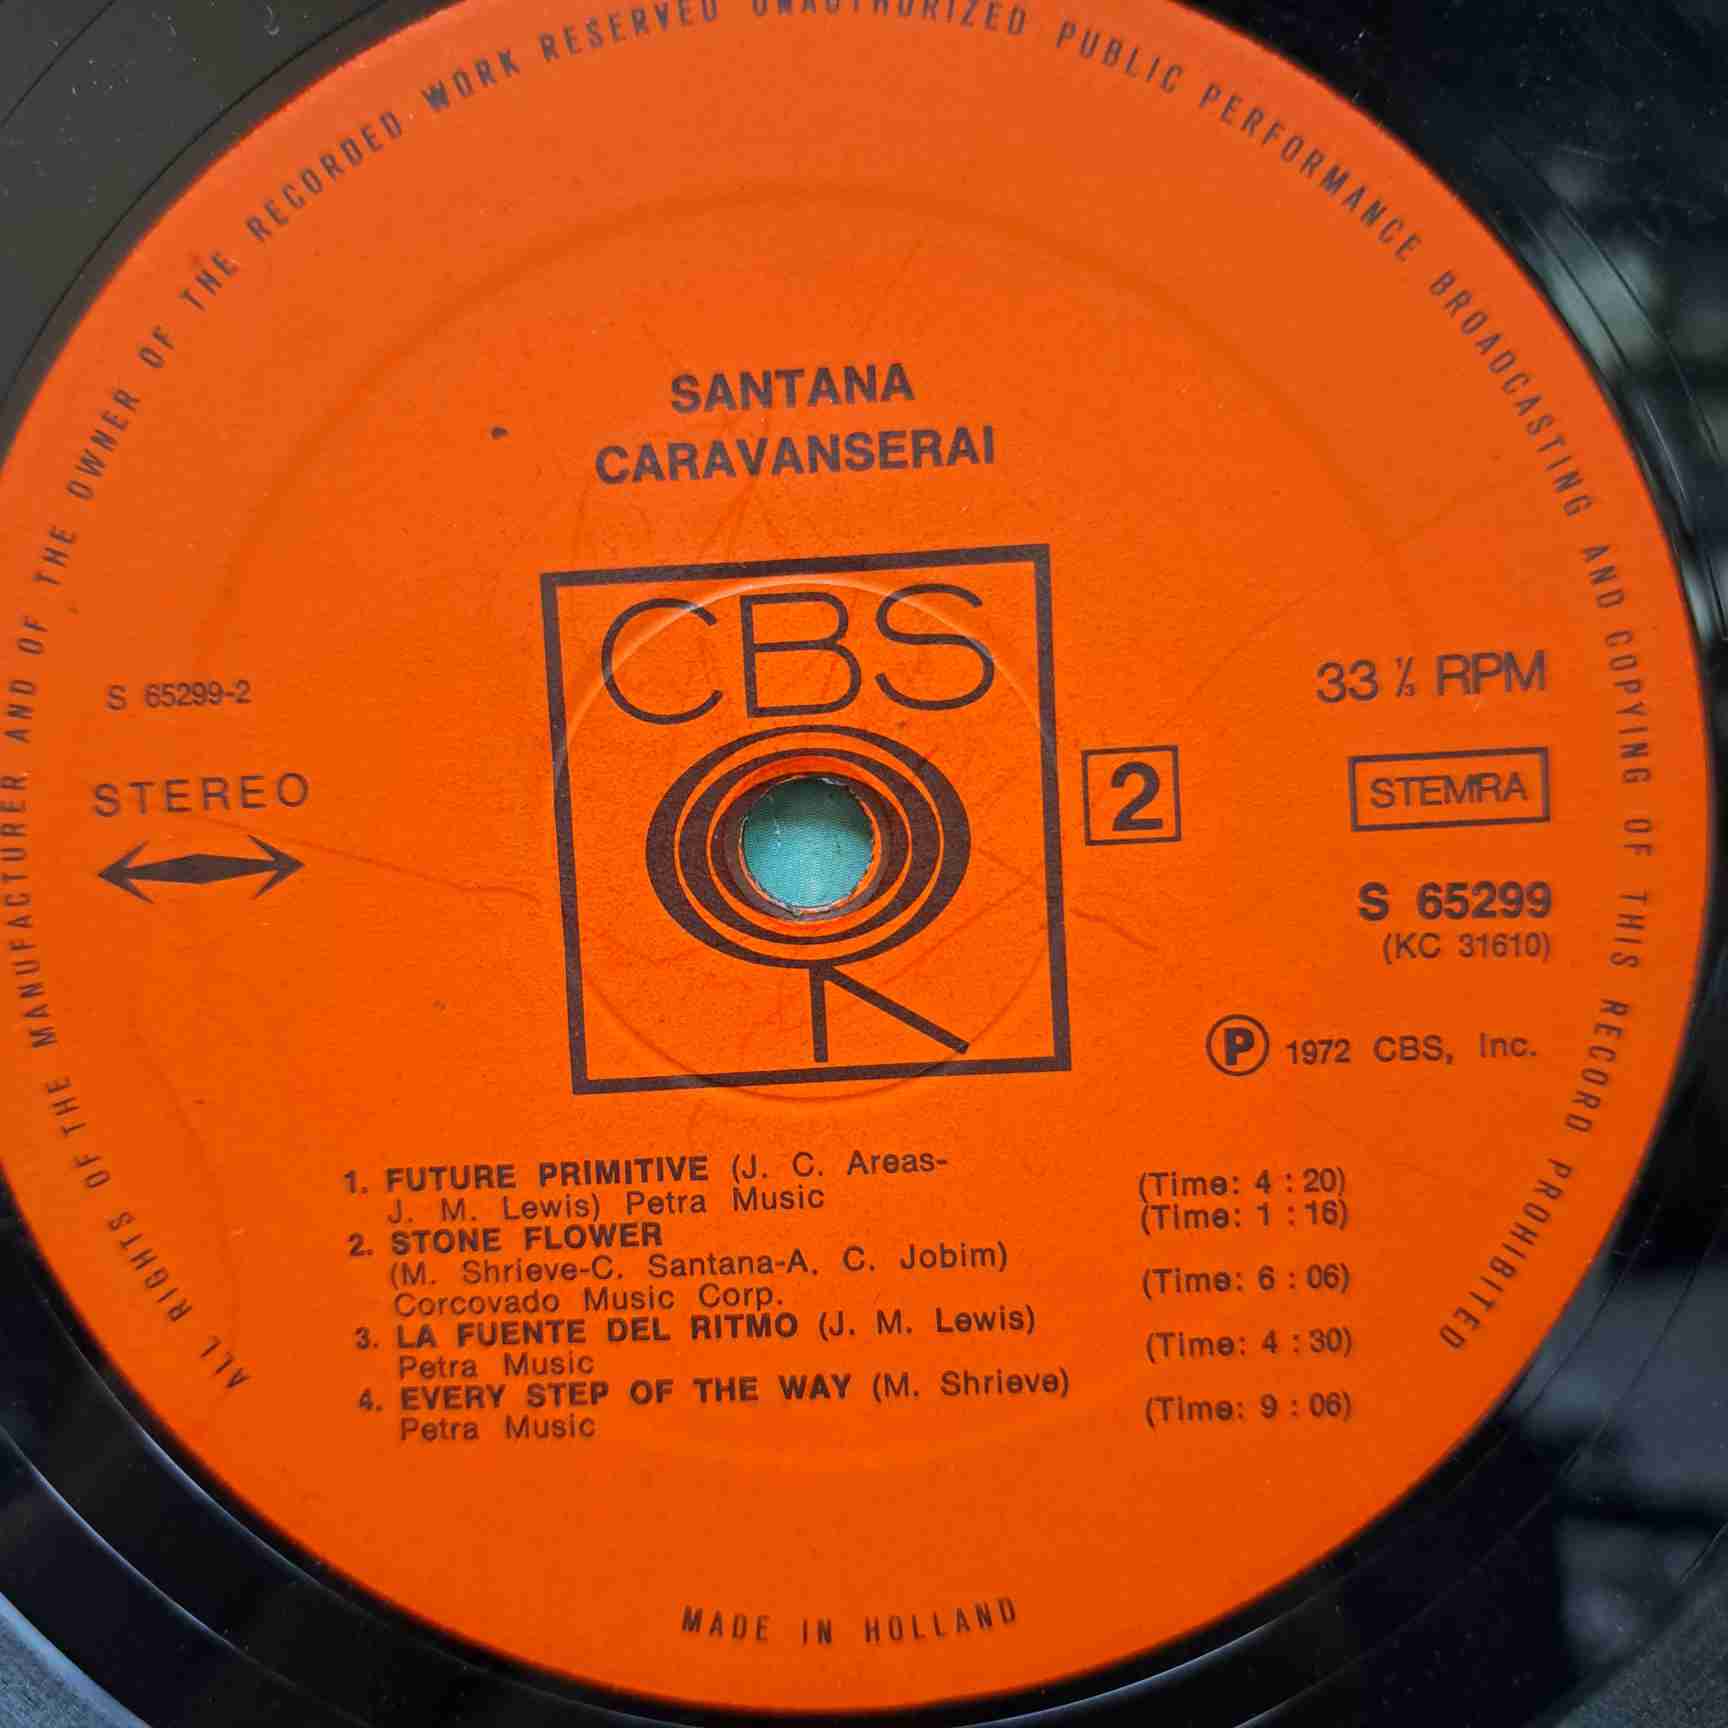 ALL RIGHTS OF THE MANUFACTURER AND OF THE OWNER OF THE RECORDED WORK RESERVED UNAUTHORIZED PUBLIC PERFORMANCE BROADCASTING AND COPYING OF THIS RECORD PROHIBITED
SANTANA
CARAVANSERAI
CBS
S 65299-2
STEREO
2
33 ⅓ RPM
STEMRA
S 65299
(KC 31610)
Ⓟ 1972 CBS, Inc.
1. FUTURE PRIMITIVE (J. C. Areas- (Time: 4 : 20)
J. M. Lewis) Petra Music (Time: 1 : 16)
2. STONE FLOWER
(M. Shrieve-C. Santana-A. C. Jobim) (Time: 6 : 06)
Corcovado Music Corp.
3. LA FUENTE DEL RITMO (J. M. Lewis) (Time: 4 : 30)
Petra Music
4. EVERY STEP OF THE WAY (M. Shrieve) (Time: 9 : 06)
Petra Music
MADE IN HOLLAND